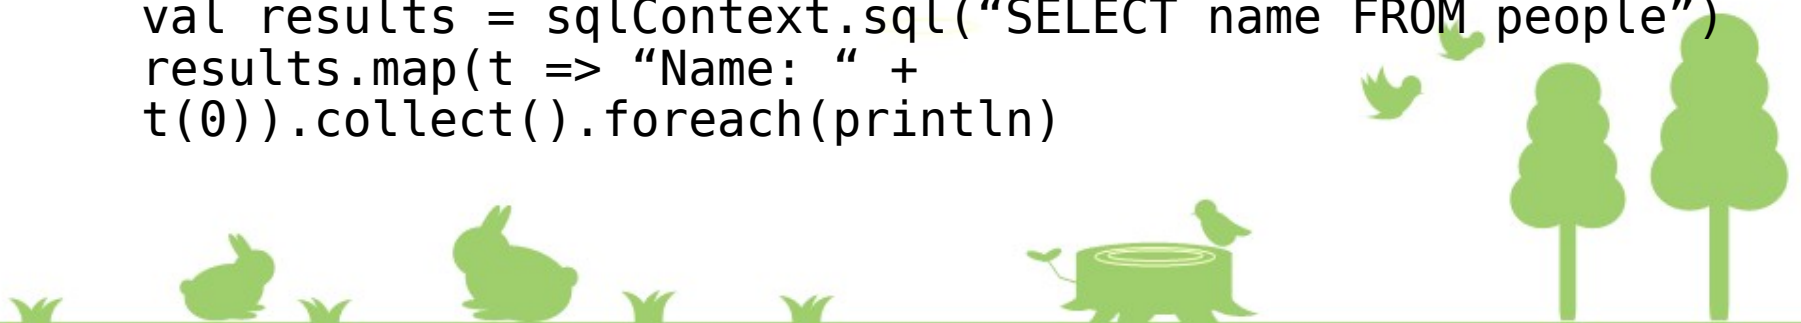 val results = sqlContext.sql(“SELECT name FROM people”)
results.map(t => “Name: “ +
t(0)).collect().foreach(println)